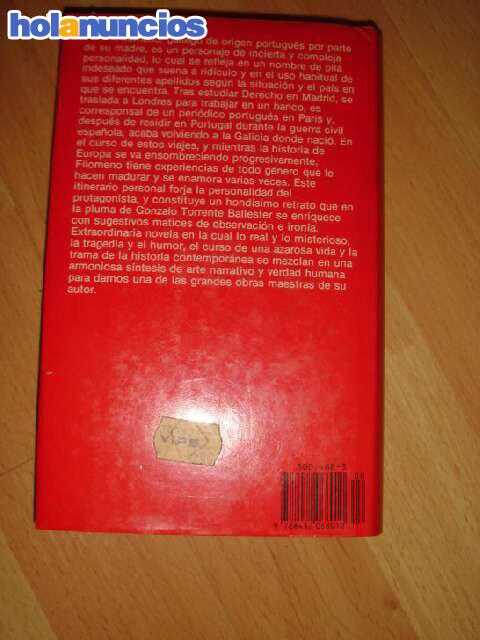 holanuncios
gallego de origen portugués por parte
de su madre, es un personaje de incierta y compleja
personalidad, lo cual se refleja en un nombre de pila
indeseado que suena a ridículo y en el uso habitual de
sus diferentes apellidos según la situación y el país en
que se encuentra. Tras estudiar Derecho en Madrid, se
traslada a Londres para trabajar en un banco, es
corresponsal de un periódico portugués en París y,
después de residir en Portugal durante la guerra civil
española, acaba volviendo a la Galicia donde nació. En
el curso de estos viajes, y mientras la historia de
Europa se va ensombreciendo progresivamente,
Filomeno tiene experiencias de todo género que lo
hacen madurar y se enamora varias veces. Este
itinerario personal forja la personalidad del
protagonista, y constituye un hondísimo retrato que en
la pluma de Gonzalo Torrente Ballester se enriquece
con sugestivos matices de observación e ironía.
Extraordinaria novela en la cual lo real y lo misterioso,
la tragedia y el humor, el curso de una azarosa vida y la
trama de la historia contemporánea se mezclan en una
armoniosa síntesis de arte narrativo y verdad humana
para darnos una de las grandes obras maestras de su
autor.